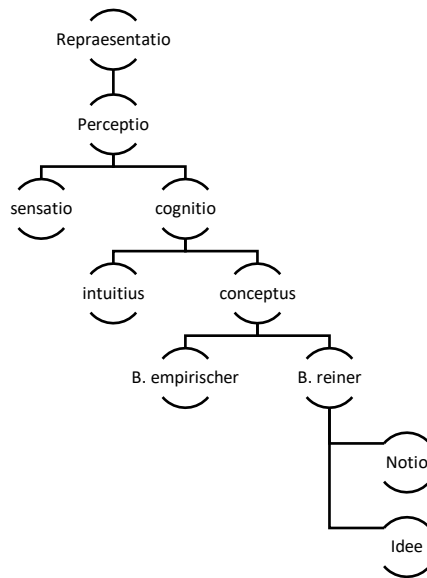 Repraesentatio
Perceptio
sensatio
cognitio
intuitius
conceptus
B. empirischer
B. reiner
Notio
Idee